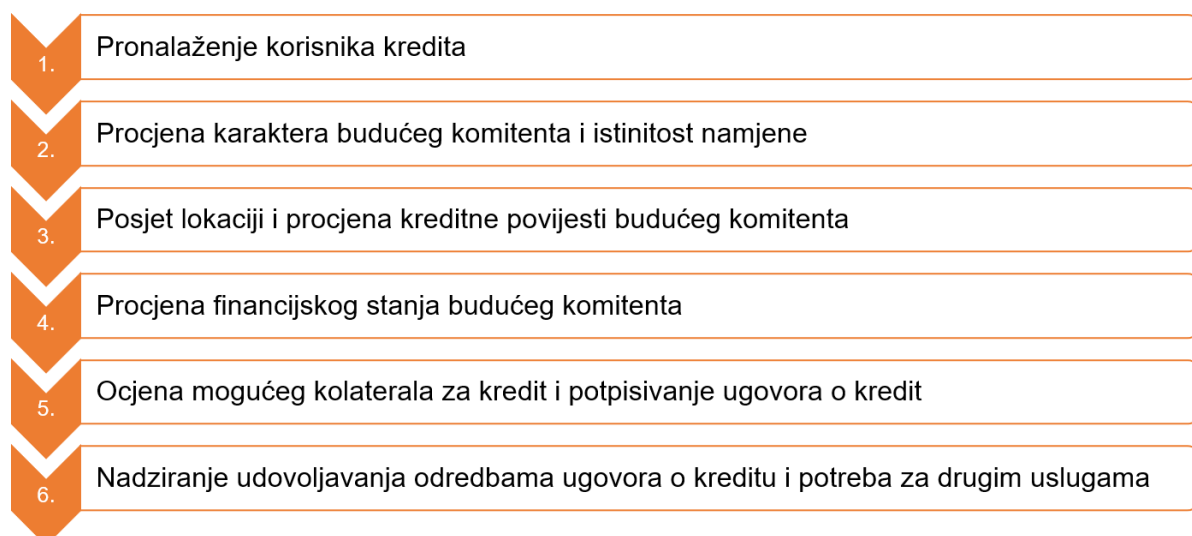 1. Pronalaženje korisnika kredita
2. Procjena karaktera budućeg komitenta i istinitost namjene
3. Posjet lokaciji i procjena kreditne povijesti budućeg komitenta
4. Procjena financijskog stanja budućeg komitenta
5. Ocjena mogućeg kolaterala za kredit i potpisivanje ugovora o kredit
6. Nadziranje udovoljavanja odredbama ugovora o kreditu i potreba za drugim uslugama